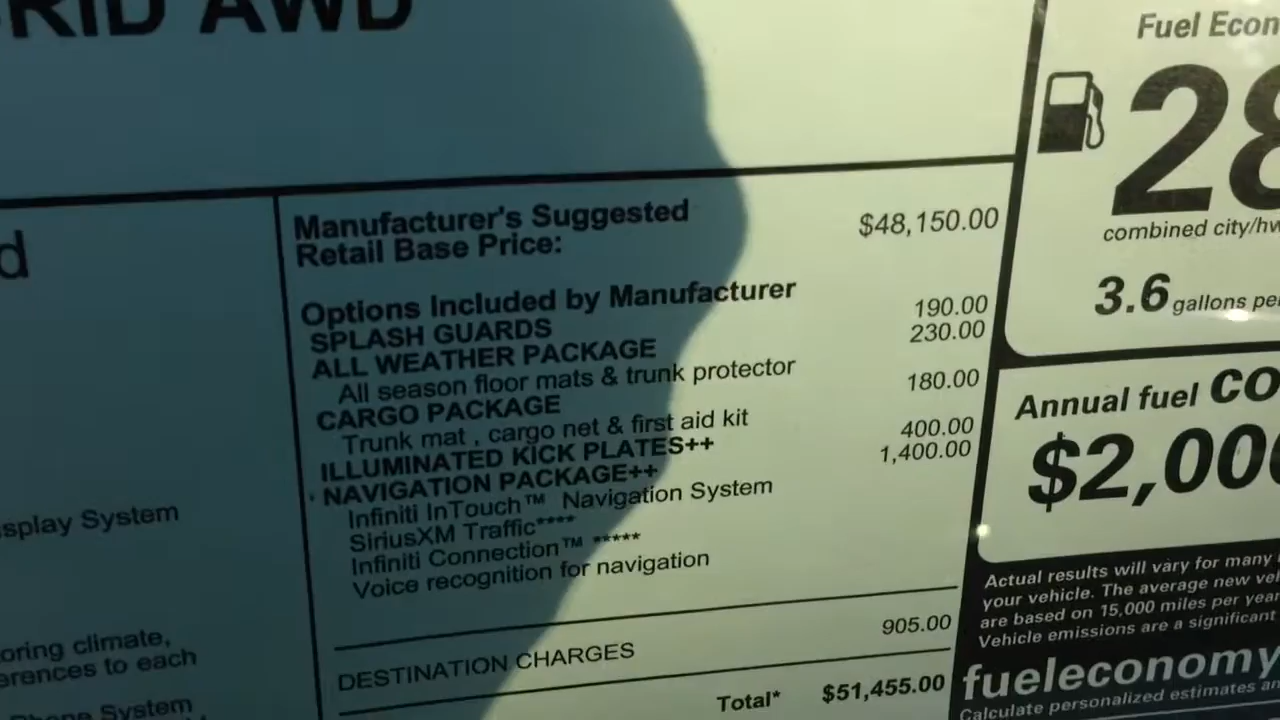 RID AWD
d
splay System
oring climate,
erences to each
Phone System
Manufacturer's Suggested
Retail Base Price: $48,150.00
Options Included by Manufacturer
SPLASH GUARDS 190.00
ALL WEATHER PACKAGE 230.00
All season floor mats & trunk protector
CARGO PACKAGE 180.00
Trunk mat , cargo net & first aid kit
ILLUMINATED KICK PLATES++ 400.00
NAVIGATION PACKAGE++ 1,400.00
Infiniti InTouch™ Navigation System
SiriusXM Traffic****
Infiniti Connection™ *****
Voice recognition for navigation
DESTINATION CHARGES 905.00
Total* $51,455.00
Fuel Econ
28
combined city/hw
3.6 gallons per
Annual fuel co
$2,00
Actual results will vary for many
your vehicle. The average new veh
are based on 15,000 miles per year
Vehicle emissions are a significant
fueleconomy
Calculate personalized estimates an